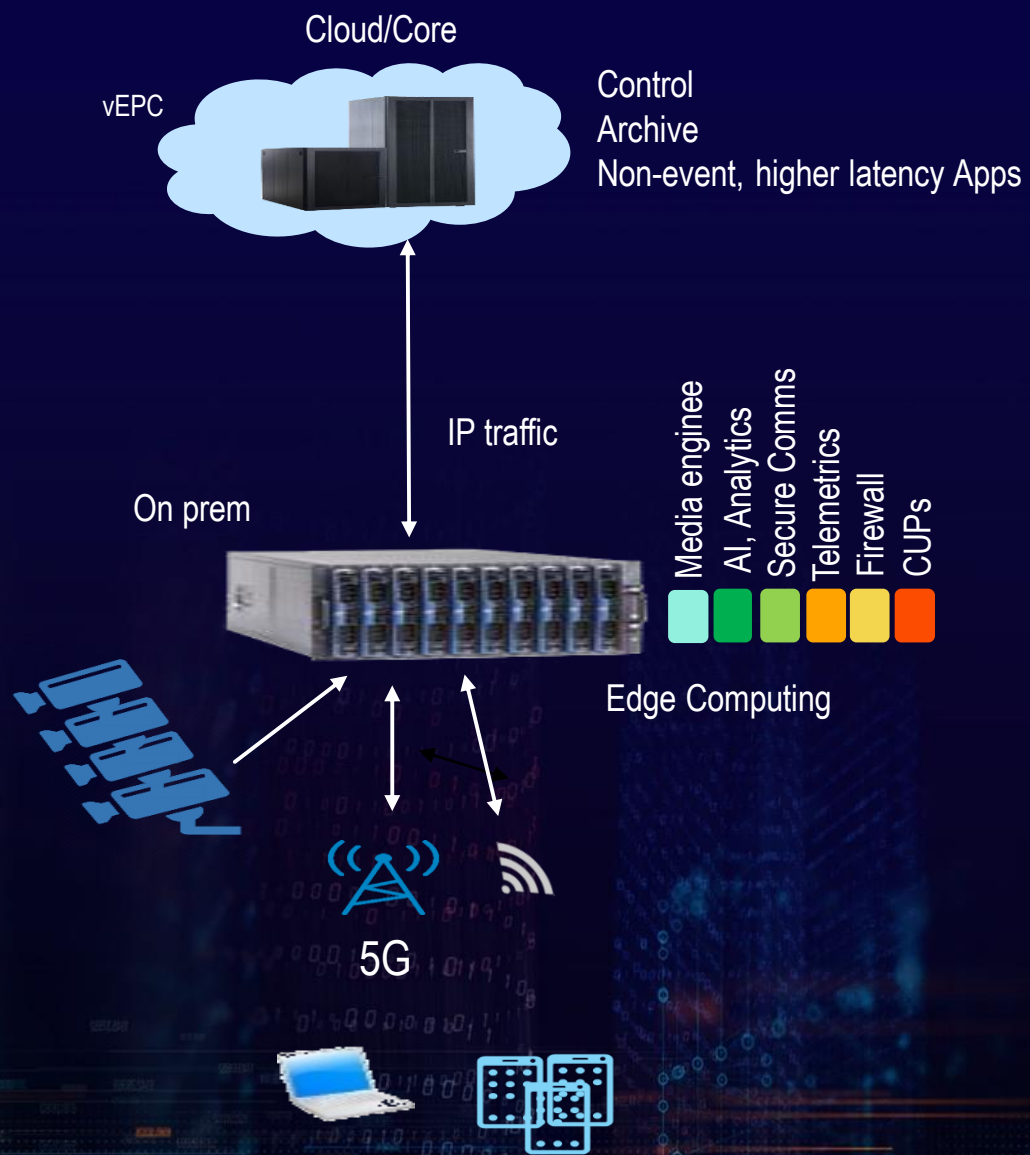 Cloud/Core
vEPC
Control
Archive
Non-event, higher latency Apps
IP traffic
On prem
Media enginee
AI, Analytics
Secure Comms
Telemetrics
Firewall
CUPs
Edge Computing
5G